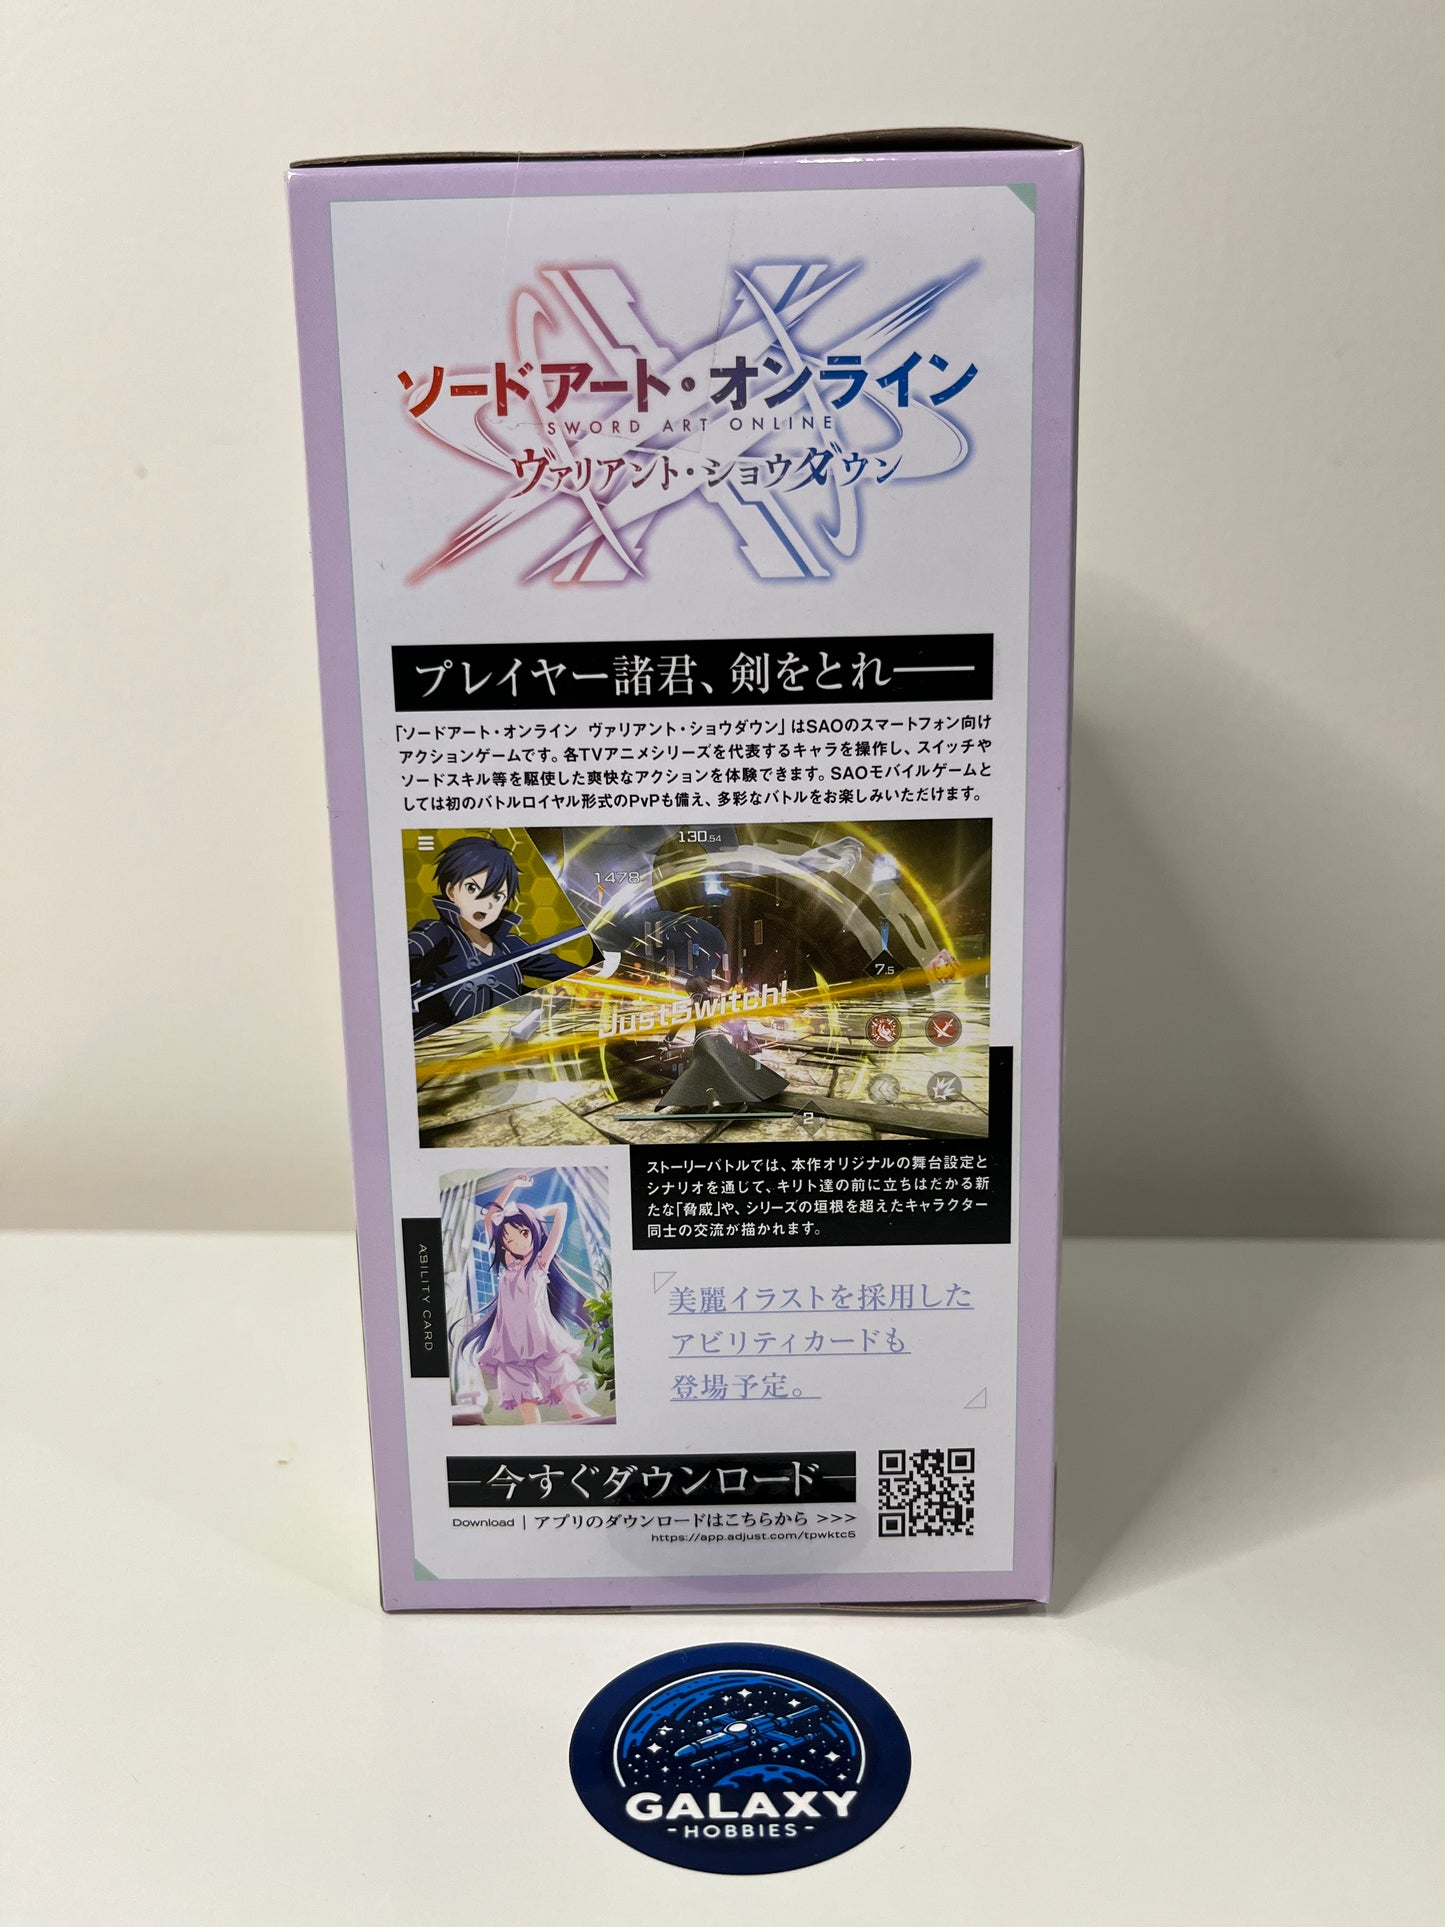 ソードアート・オンライン
SWORD ART ONLINE
ヴァリアント・ショウダウン
プレイヤー諸君、剣をとれ──
「ソードアート・オンライン ヴァリアント・ショウダウン」はSAOのスマートフォン向け
アクションゲームです。各TVアニメシリーズを代表するキャラを操作し、スイッチや
ソードスキル等を駆使した爽快なアクションを体験できます。SAOモバイルゲームと
しては初のバトルロイヤル形式のPvPも備え、多彩なバトルをお楽しみいただけます。
130.54
1478
7.5
JustSwitch!
2
ストーリーバトルでは、本作オリジナルの舞台設定と
シナリオを通じて、キリト達の前に立ちはだかる新
たな「脅威」や、シリーズの垣根を超えたキャラクター
同士の交流が描かれます。
ABILITY CARD
美麗イラストを採用した
アビリティカードも
登場予定。
─今すぐダウンロード─
Download | アプリのダウンロードはこちらから >>>
https://app.adjust.com/tpwktc5
GALAXY
-HOBBIES-